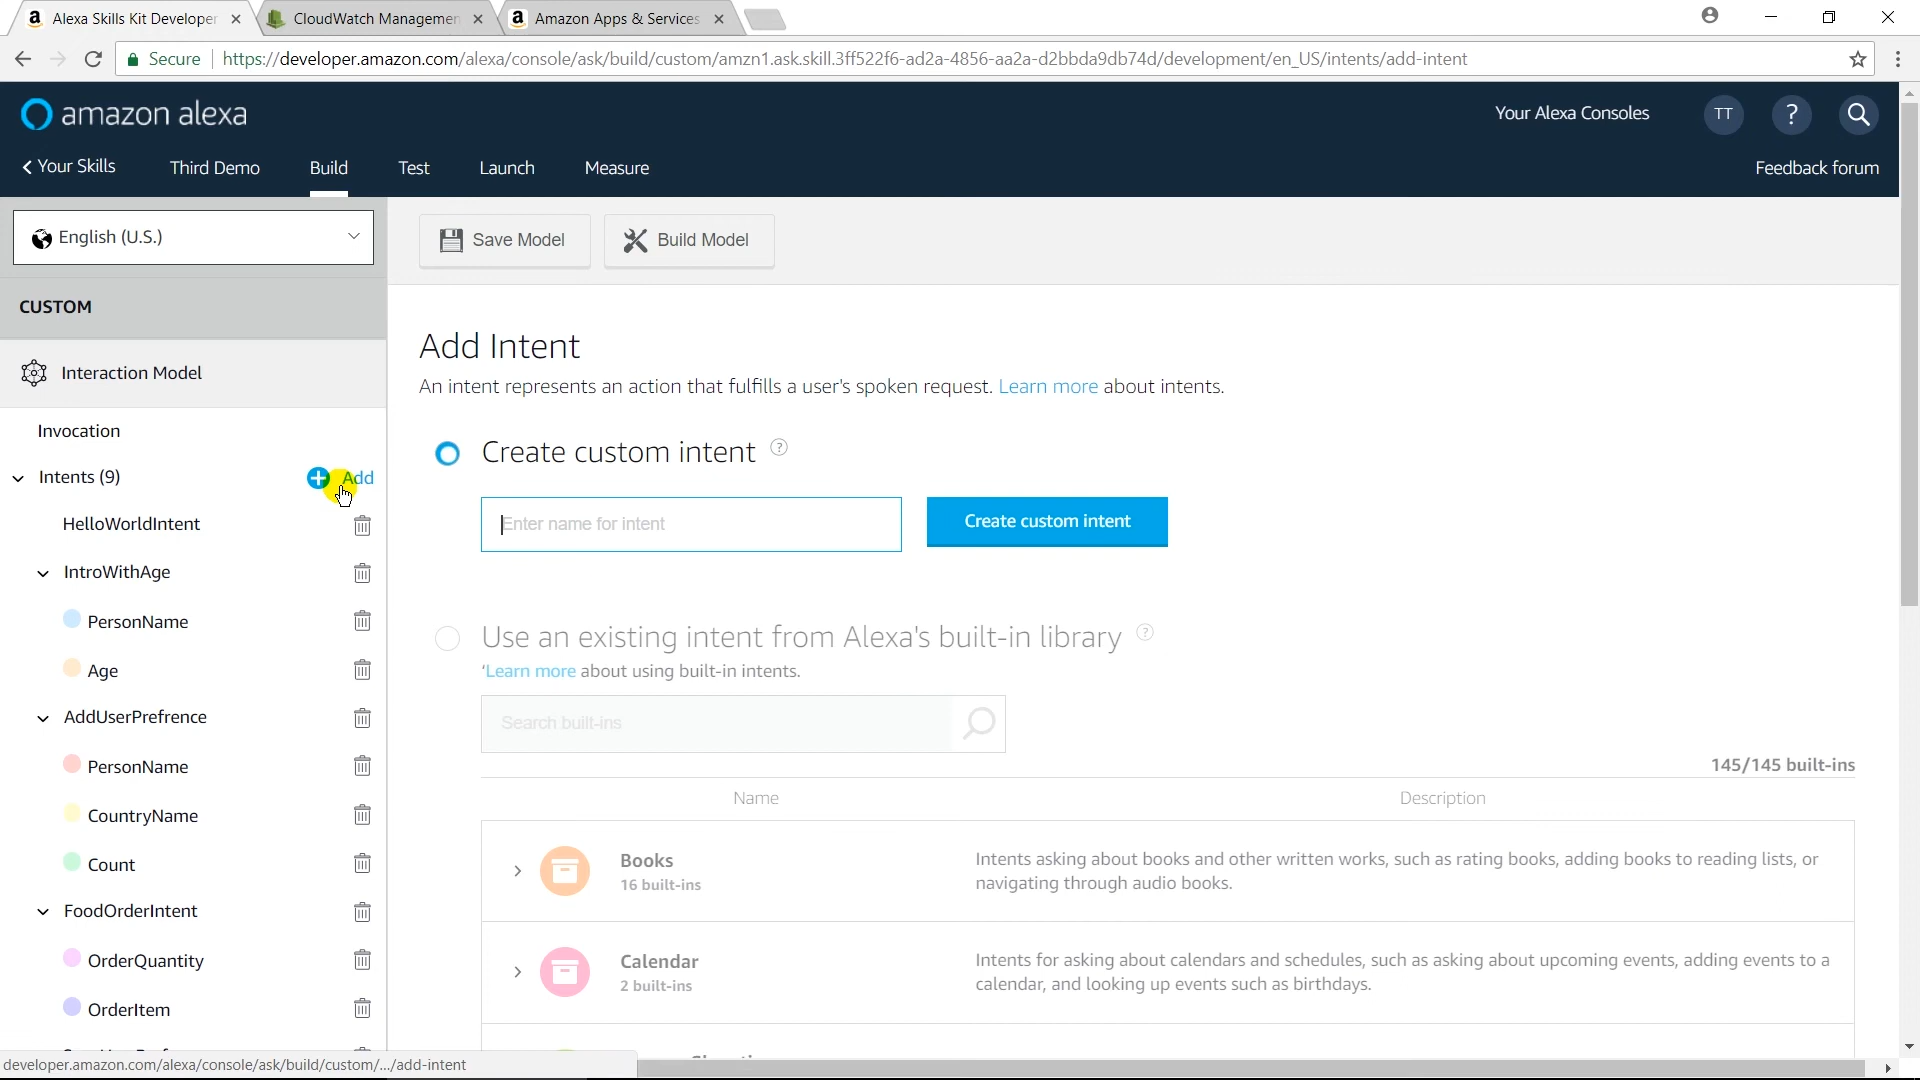 Alexa Skills Kit Developer
CloudWatch Managemen
Amazon Apps & Services
Secure
https://developer.amazon.com/alexa/console/ask/build/custom/amzn1.ask.skill.3ff522f6-ad2a-4856-aa2a-d2bbda9db74d/development/en_US/intents/add-intent
amazon alexa
Your Alexa Consoles
TT
?
Your Skills
Third Demo
Build
Test
Launch
Measure
Feedback forum
English (U.S.)
Save Model
Build Model
CUSTOM
Interaction Model
Invocation
Intents (9)
Add
HelloWorldIntent
IntroWithAge
PersonName
Age
AddUserPrefrence
PersonName
CountryName
Count
FoodOrderIntent
OrderQuantity
OrderItem
Add Intent
An intent represents an action that fulfills a user's spoken request. Learn more about intents.
Create custom intent ?
Enter name for intent
Create custom intent
Use an existing intent from Alexa's built-in library ?
'Learn more about using built-in intents.
Search built-ins
145/145 built-ins
Name
Description
Books
16 built-ins
Intents asking about books and other written works, such as rating books, adding books to reading lists, or
navigating through audio books.
Calendar
2 built-ins
Intents for asking about calendars and schedules, such as asking about upcoming events, adding events to a
calendar, and looking up events such as birthdays.
developer.amazon.com/alexa/console/ask/build/custom/.../add-intent